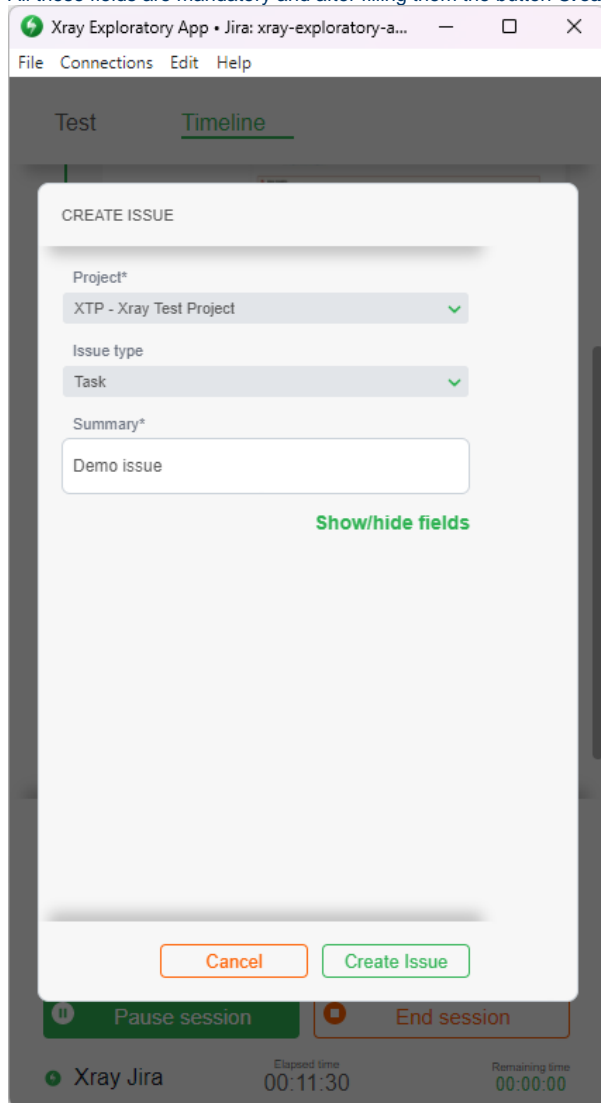 Xray Exploratory App • Jira: xray-exploratory-a...
File Connections Edit Help
Test Timeline
CREATE ISSUE
Project*
XTP - Xray Test Project
Issue type
Task
Summary*
Demo issue
Show/hide fields
Cancel Create Issue
Pause session End session
Xray Jira
Elapsed time
00:11:30
Remaining time
00:00:00